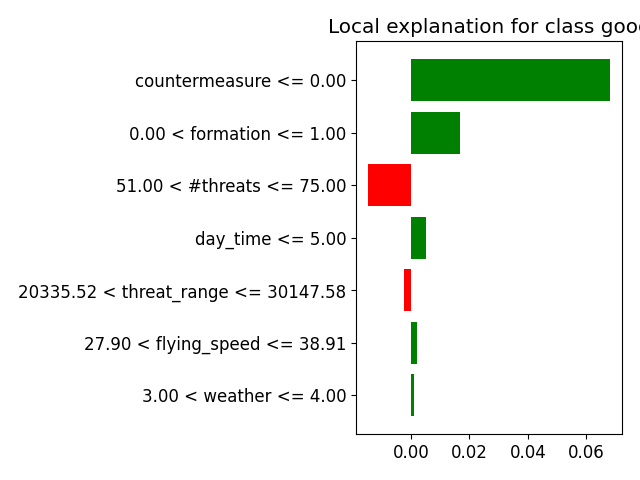 Local explanation for class good
countermeasure <= 0.00
0.00 < formation <= 1.00
51.00 < #threats <= 75.00
day_time <= 5.00
20335.52 < threat_range <= 30147.58
27.90 < flying_speed <= 38.91
3.00 < weather <= 4.00
0.00 0.02 0.04 0.06